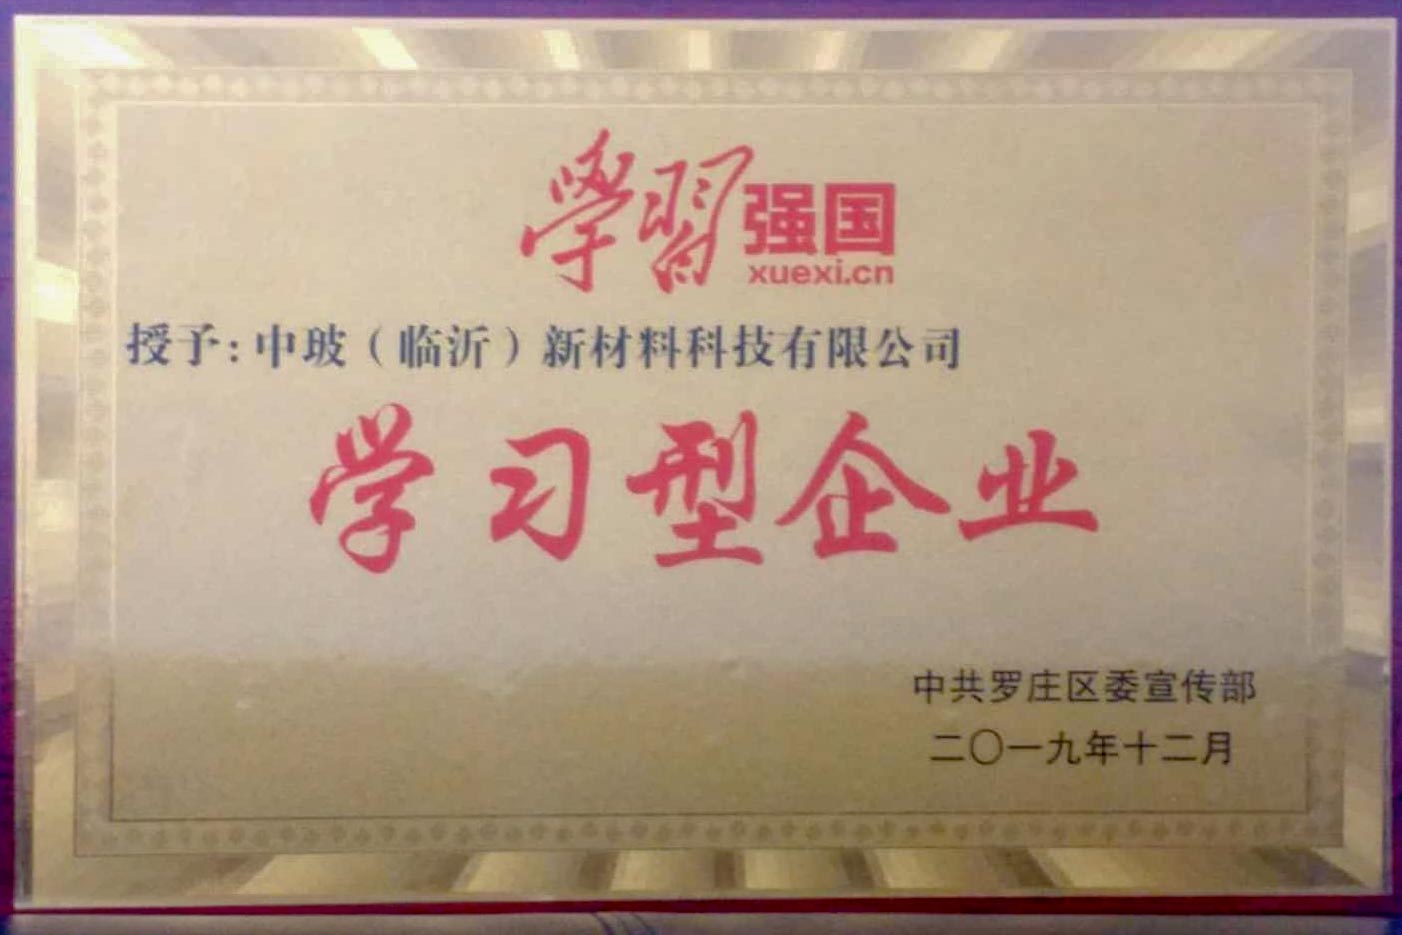 學習强国
xuexi.cn
授予:中玻（临沂）新材料科技有限公司
学习型企业
中共罗庄区委宣传部
二〇一九年十二月